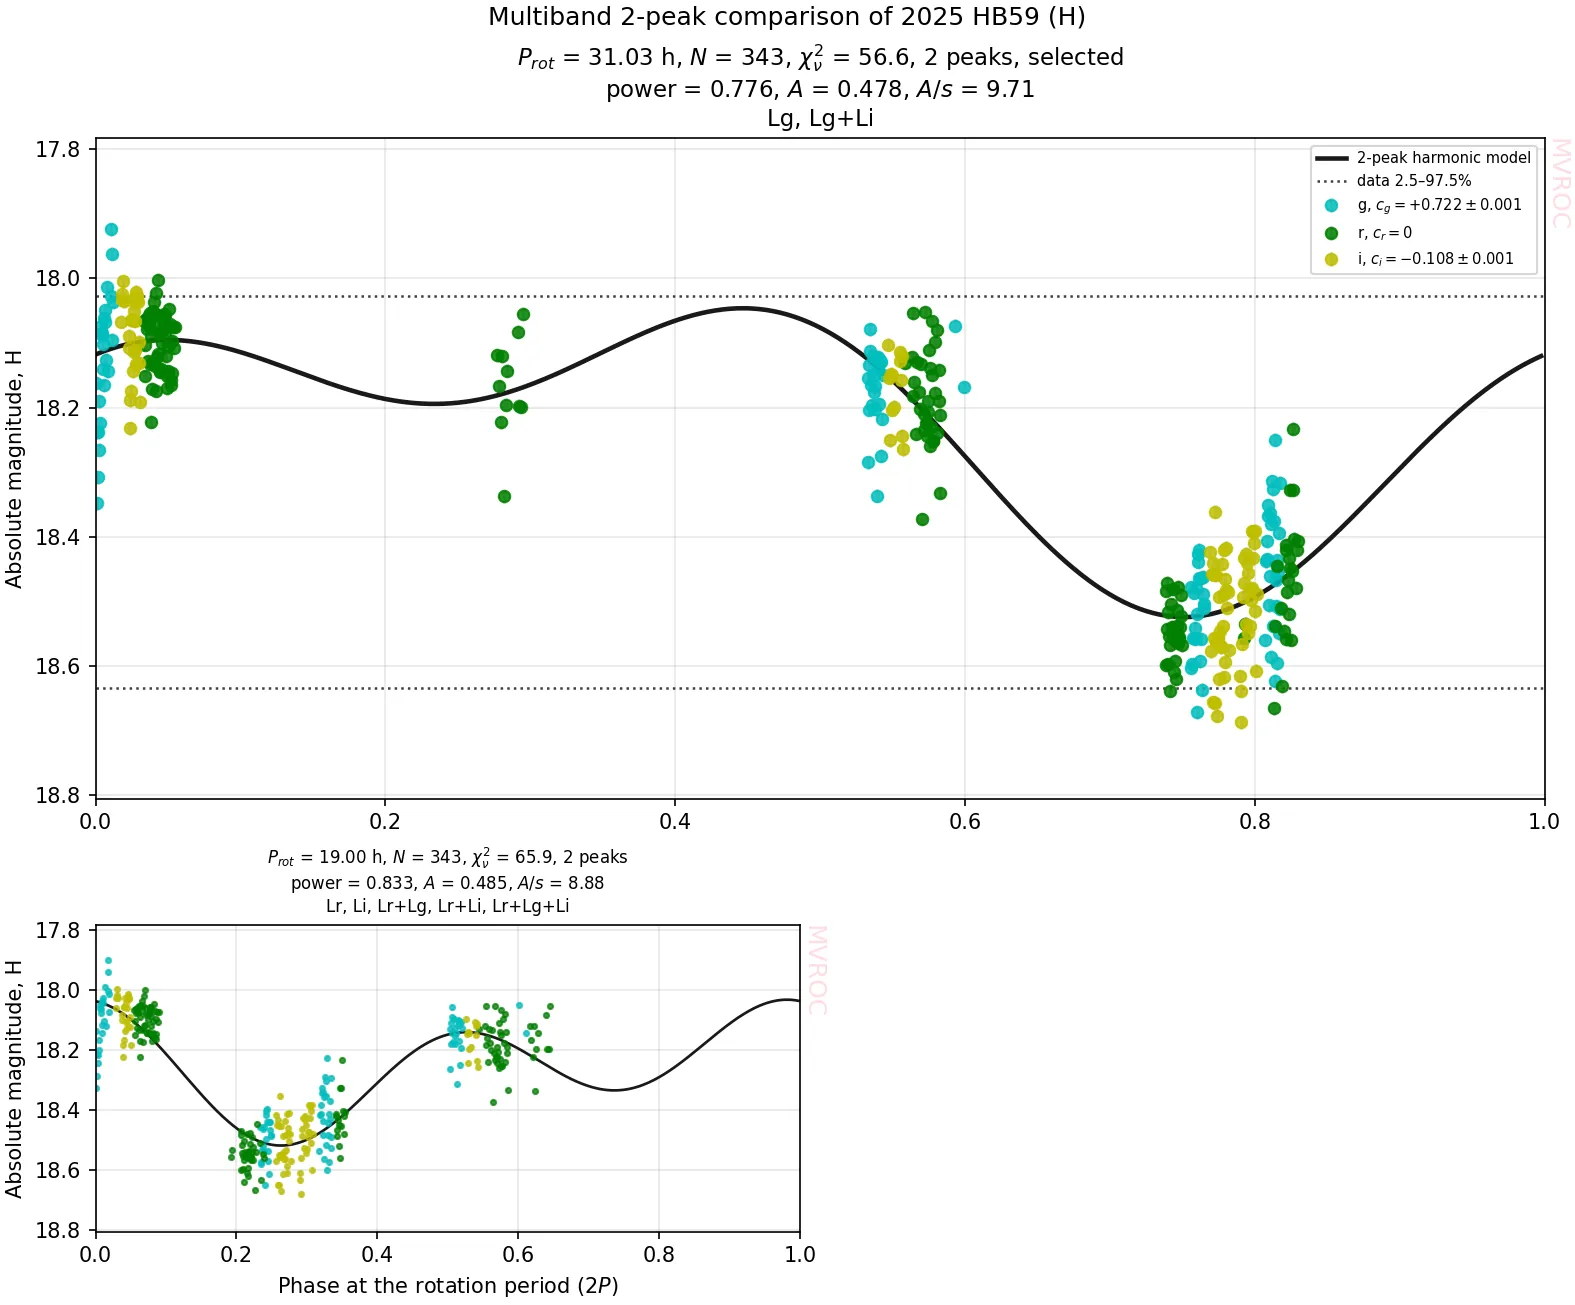 Multiband 2-peak comparison of 2025 HB59 (H)
P_rot = 31.03 h, N = 343, χ²_ν = 56.6, 2 peaks, selected
power = 0.776, A = 0.478, A/s = 9.71
Lg, Lg+Li
Absolute magnitude, H
17.8
18.0
18.2
18.4
18.6
18.8
0.0 0.2 0.4 0.6 0.8 1.0
2-peak harmonic model
data 2.5–97.5%
g, c_g = +0.722 ± 0.001
r, c_r = 0
i, c_i = −0.108 ± 0.001
MVROC
P_rot = 19.00 h, N = 343, χ²_ν = 65.9, 2 peaks
power = 0.833, A = 0.485, A/s = 8.88
Lr, Li, Lr+Lg, Lr+Li, Lr+Lg+Li
Absolute magnitude, H
17.8
18.0
18.2
18.4
18.6
18.8
0.0 0.2 0.4 0.6 0.8 1.0
Phase at the rotation period (2P)
MVROC